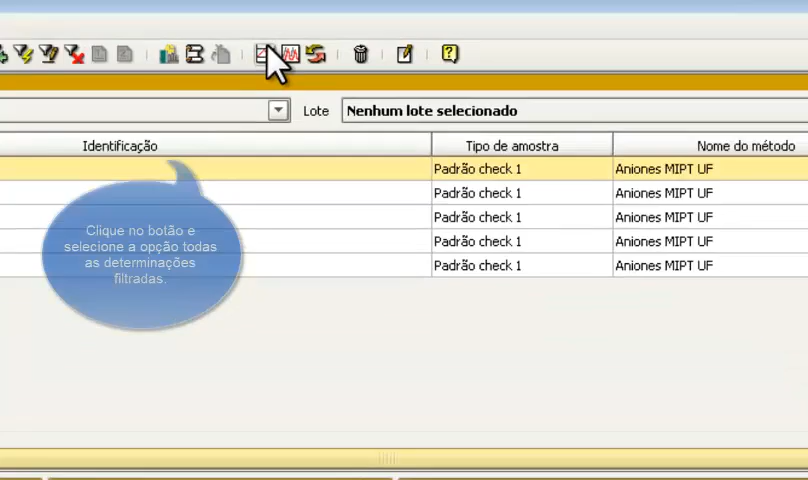 Lote Nenhum lote selecionado
Identificação Tipo de amostra Nome do método
Padrão check 1 Aniones MIPT UF
Padrão check 1 Aniones MIPT UF
Padrão check 1 Aniones MIPT UF
Padrão check 1 Aniones MIPT UF
Padrão check 1 Aniones MIPT UF
Clique no botão e
selecione a opção todas
as determinações
filtradas.